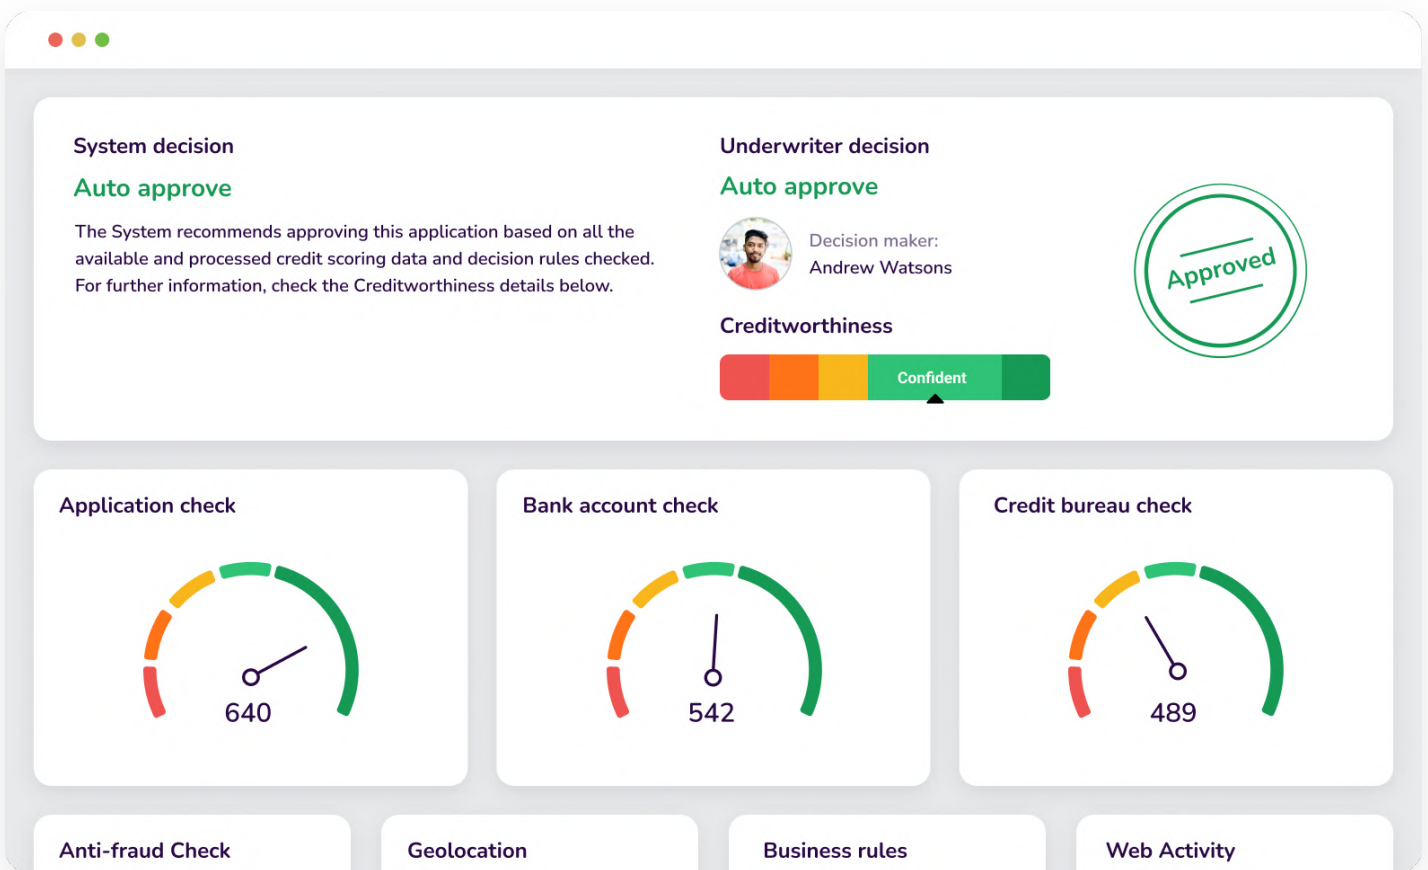 System decision
Auto approve
The System recommends approving this application based on all the
available and processed credit scoring data and decision rules checked.
For further information, check the Creditworthiness details below.
Underwriter decision
Auto approve
Decision maker:
Andrew Watsons
Creditworthiness
Confident
Approved
Application check
640
Bank account check
542
Credit bureau check
489
Anti-fraud Check
Geolocation
Business rules
Web Activity